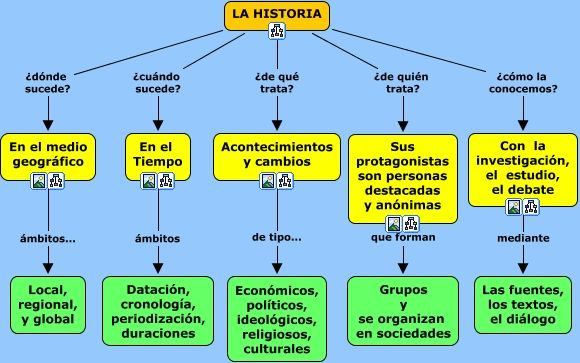 LA HISTORIA
¿dónde
sucede?
¿cuándo
sucede?
¿de qué
trata?
¿de quién
trata?
¿cómo la
conocemos?
En el medio
geográfico
En el
Tiempo
Acontecimientos
y cambios
Sus
protagonistas
son personas
destacadas
y anónimas
Con la
investigación,
el estudio,
el debate
ámbitos...
ámbitos
de tipo...
que forman
mediante
Local,
regional,
y global
Datación,
cronología,
periodización,
duraciones
Económicos,
políticos,
ideológicos,
religiosos,
culturales
Grupos
y
se organizan
en sociedades
Las fuentes,
los textos,
el diálogo